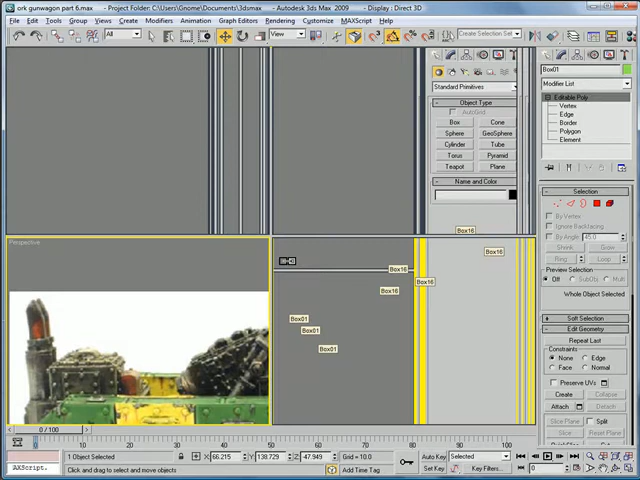 ork gunwagon part 6.max - Project Folder: C:\Users\Gnome\Documents\3dsmax - Autodesk 3ds Max 2009 - Display : Direct 3D
File Edit Tools Group Views Create Modifiers Animation Graph Editors Rendering Customize MAXScript Help
All View Create Selection Se
Standard Primitives
- Object Type
AutoGrid
Box Cone
Sphere GeoSphere
Cylinder Tube
Torus Pyramid
Teapot Plane
- Name and Color
Box16
Box16
Box16
Box16
Box16
Box01
Box01
Box01
Perspective
Box01
Modifier List
Editable Poly
Vertex
Edge
Border
Polygon
Element
- Selection
By Vertex
Ignore Backfacing
By Angle: 45.0
Shrink Grow
Ring Loop
Preview Selection
Off SubObj Multi
Whole Object Selected
+ Soft Selection
- Edit Geometry
Repeat Last
Constraints
None Edge
Face Normal
Preserve UVs
Create Collapse
Attach Detach
Slice Plane Split
Slice Reset Plane
0 / 100
0 10 20 30 40 50 60 70 80 90 100
1 Object Selected X: 66.215 Y: 138.729 Z: -47.949 Grid = 10.0 Auto Key Selected
AXScript. Click and drag to select and move objects Add Time Tag Set Key Key Filters... 0